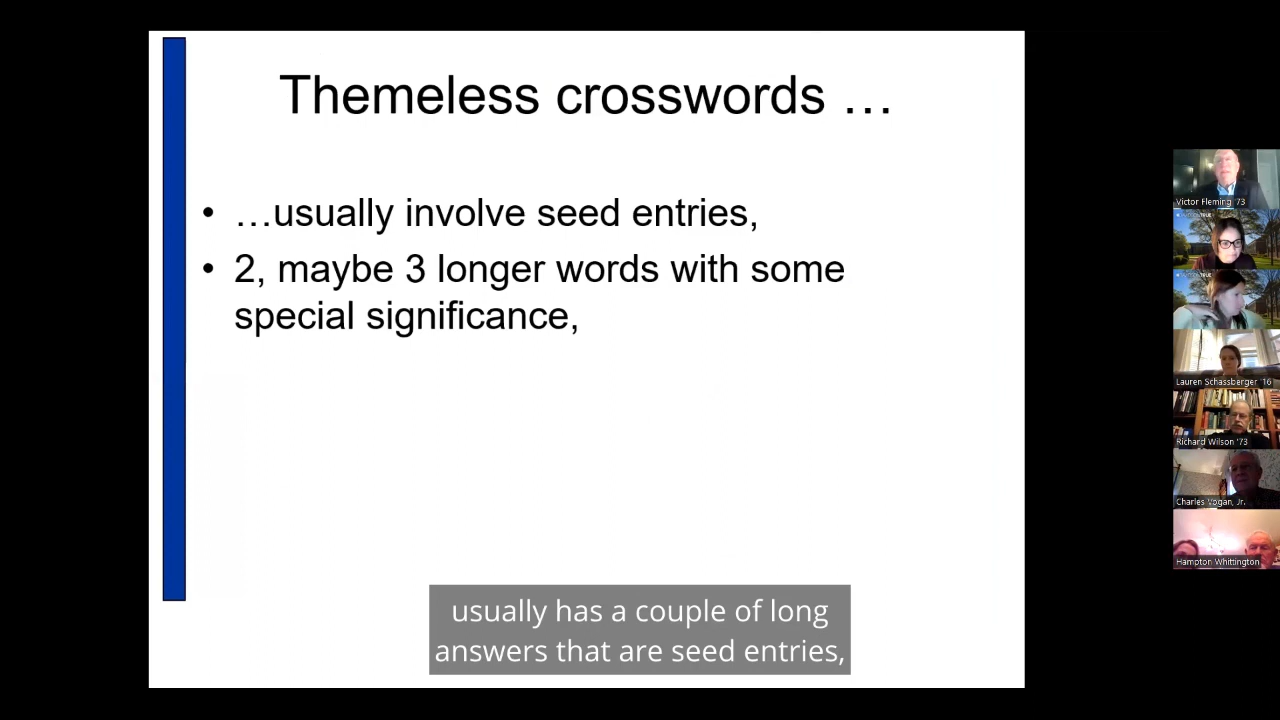 Themeless crosswords …
• …usually involve seed entries,
• 2, maybe 3 longer words with some
special significance,
usually has a couple of long
answers that are seed entries,
Victor Fleming '73
Lauren Schassberger '16
Richard Wilson '73
Charles Vogan, Jr.
Hampton Whittington